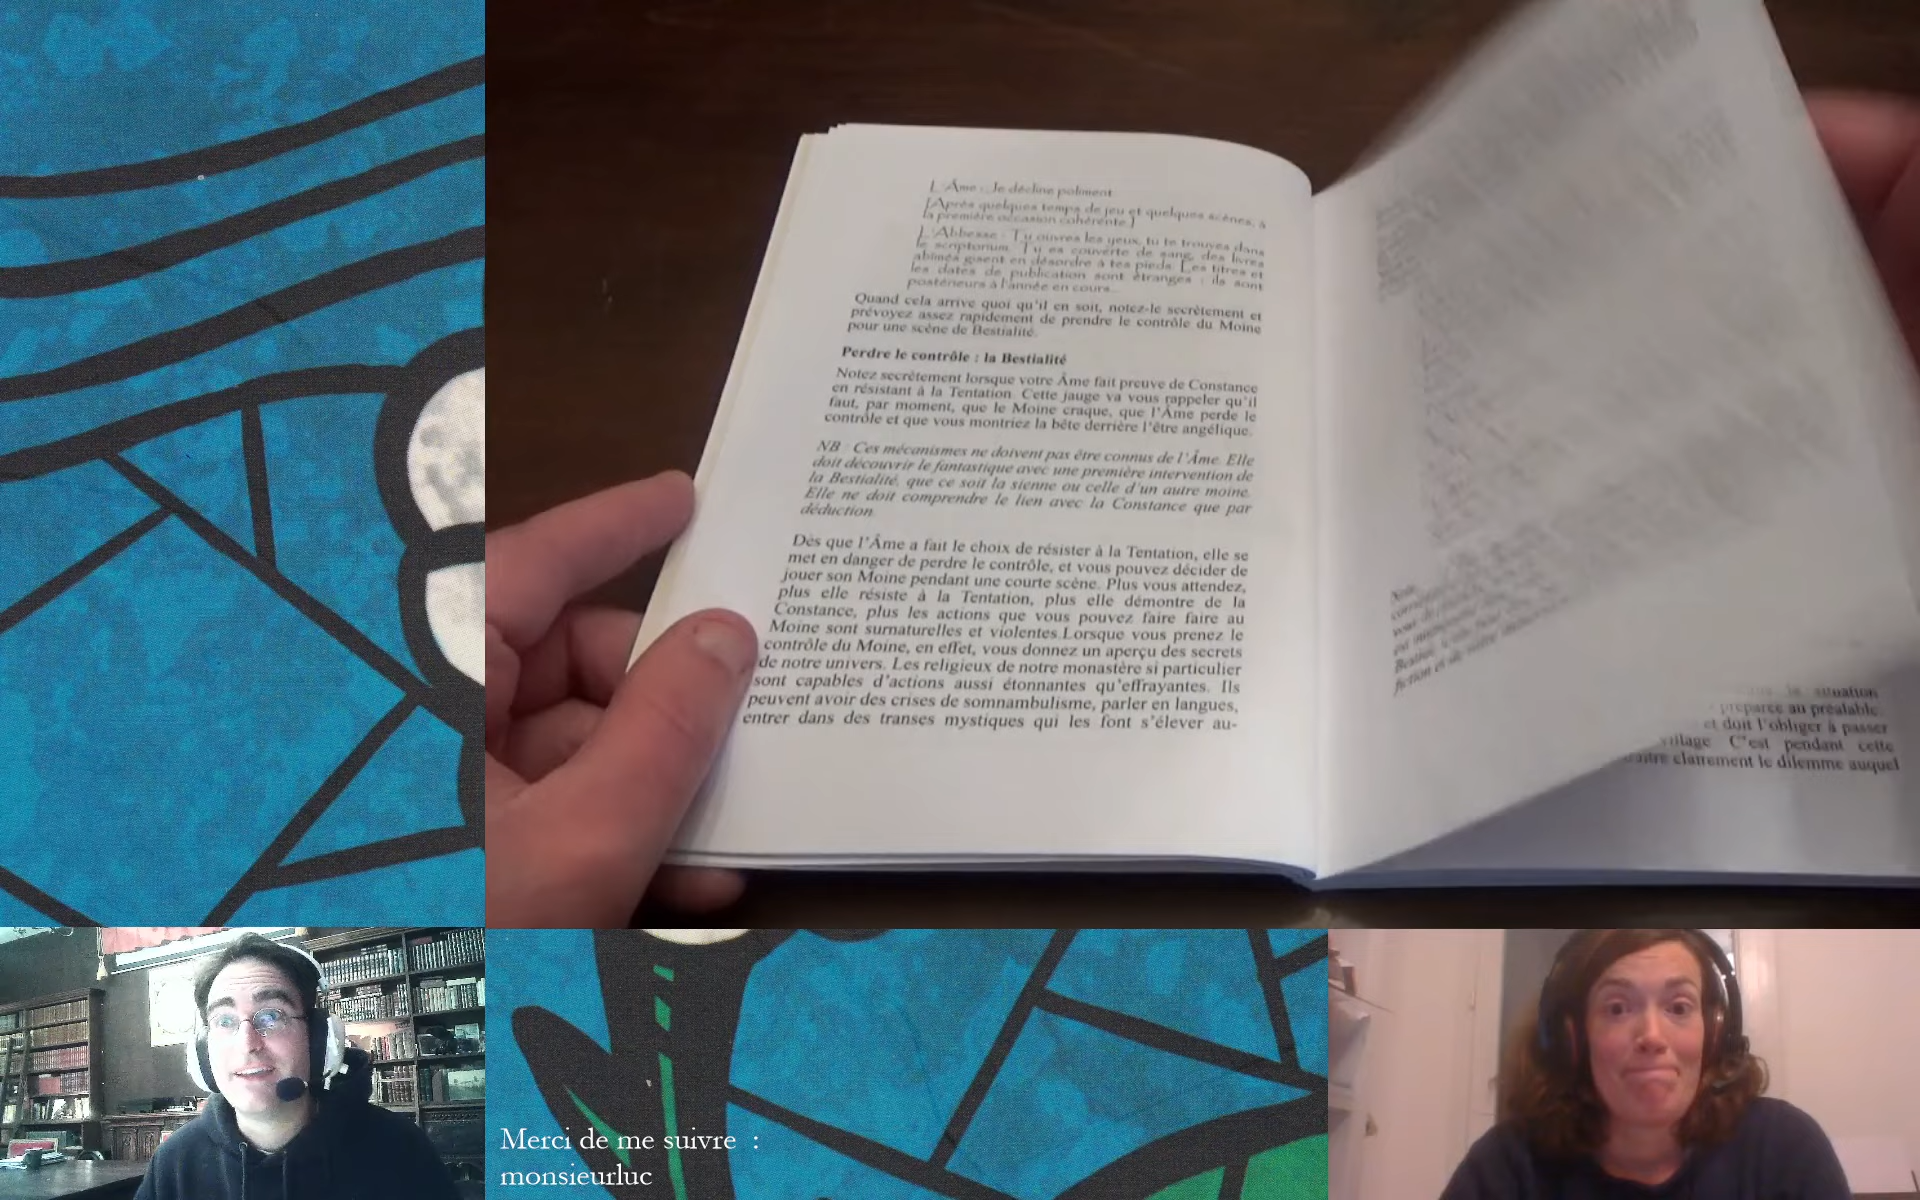 L'Âme : Je décline poliment.
[Après quelques temps de jeu et quelques scènes, à
la première occasion cohérente.]
L'Abbesse : Tu ouvres les yeux, tu te trouves dans
le scriptorium. Tu es couverte de sang, des livres
abîmés gisent en désordre à tes pieds. Les titres et
les dates de publication sont étranges : ils sont
postérieurs à l'année en cours...
Quand cela arrive quoi qu'il en soit, notez-le secrètement et
prévoyez assez rapidement de prendre le contrôle du Moine
pour une scène de Bestialité.
Perdre le contrôle : la Bestialité
Notez secrètement lorsque votre Âme fait preuve de Constance
en résistant à la Tentation. Cette jauge va vous rappeler qu'il
faut, par moment, que le Moine craque, que l'Âme perde le
contrôle et que vous montriez la bête derrière l'être angélique.
NB : Ces mécanismes ne doivent pas être connus de l'Âme. Elle
doit découvrir le fantastique avec une première intervention de
la Bestialité, que ce soit la sienne ou celle d'un autre moine.
Elle ne doit comprendre le lien avec la Constance que par
déduction.
Dès que l'Âme a fait le choix de résister à la Tentation, elle se
met en danger de perdre le contrôle, et vous pouvez décider de
jouer son Moine pendant une courte scène. Plus vous attendez,
plus elle résiste à la Tentation, plus elle démontre de la
Constance, plus les actions que vous pouvez faire faire au
Moine sont surnaturelles et violentes.Lorsque vous prenez le
contrôle du Moine, en effet, vous donnez un aperçu des secrets
de notre univers. Les religieux de notre monastère si particulier
sont capables d'actions aussi étonnantes qu'effrayantes. Ils
peuvent avoir des crises de somnambulisme, parler en langues,
entrer dans des transes mystiques qui les font s'élever au-
la situation
préparée au préalable.
et doit l'obliger à passer
village. C'est pendant cette
clairement le dilemme auquel
Merci de me suivre :
monsieurluc